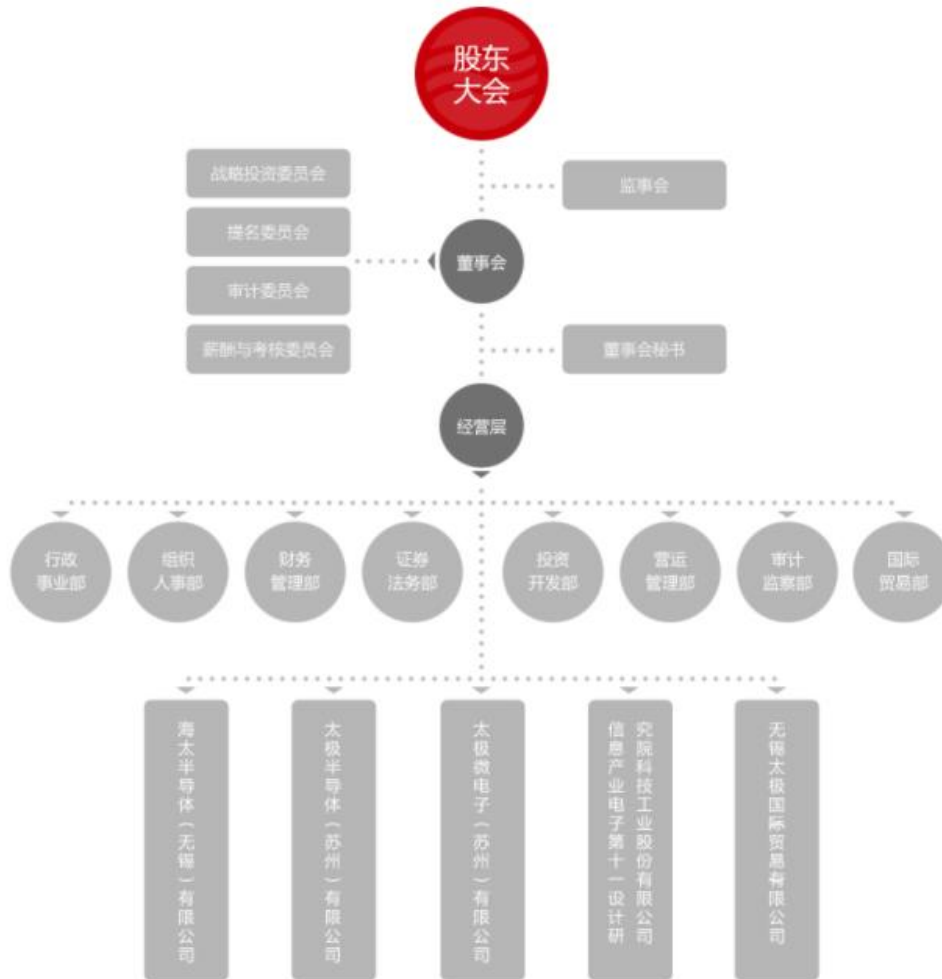 股东
大会
战略投资委员会
监事会
提名委员会
董事会
审计委员会
薪酬与考核委员会
董事会秘书
经营层
行政
事业部
组织
人事部
财务
管理部
证券
法务部
投资
开发部
营运
管理部
审计
监察部
国际
贸易部
海太半导体（无锡）有限公司
太极半导体（苏州）有限公司
太极微电子（苏州）有限公司
信息产业电子第十一设计研
究院科技工业股份有限公司
无锡太极国际贸易有限公司